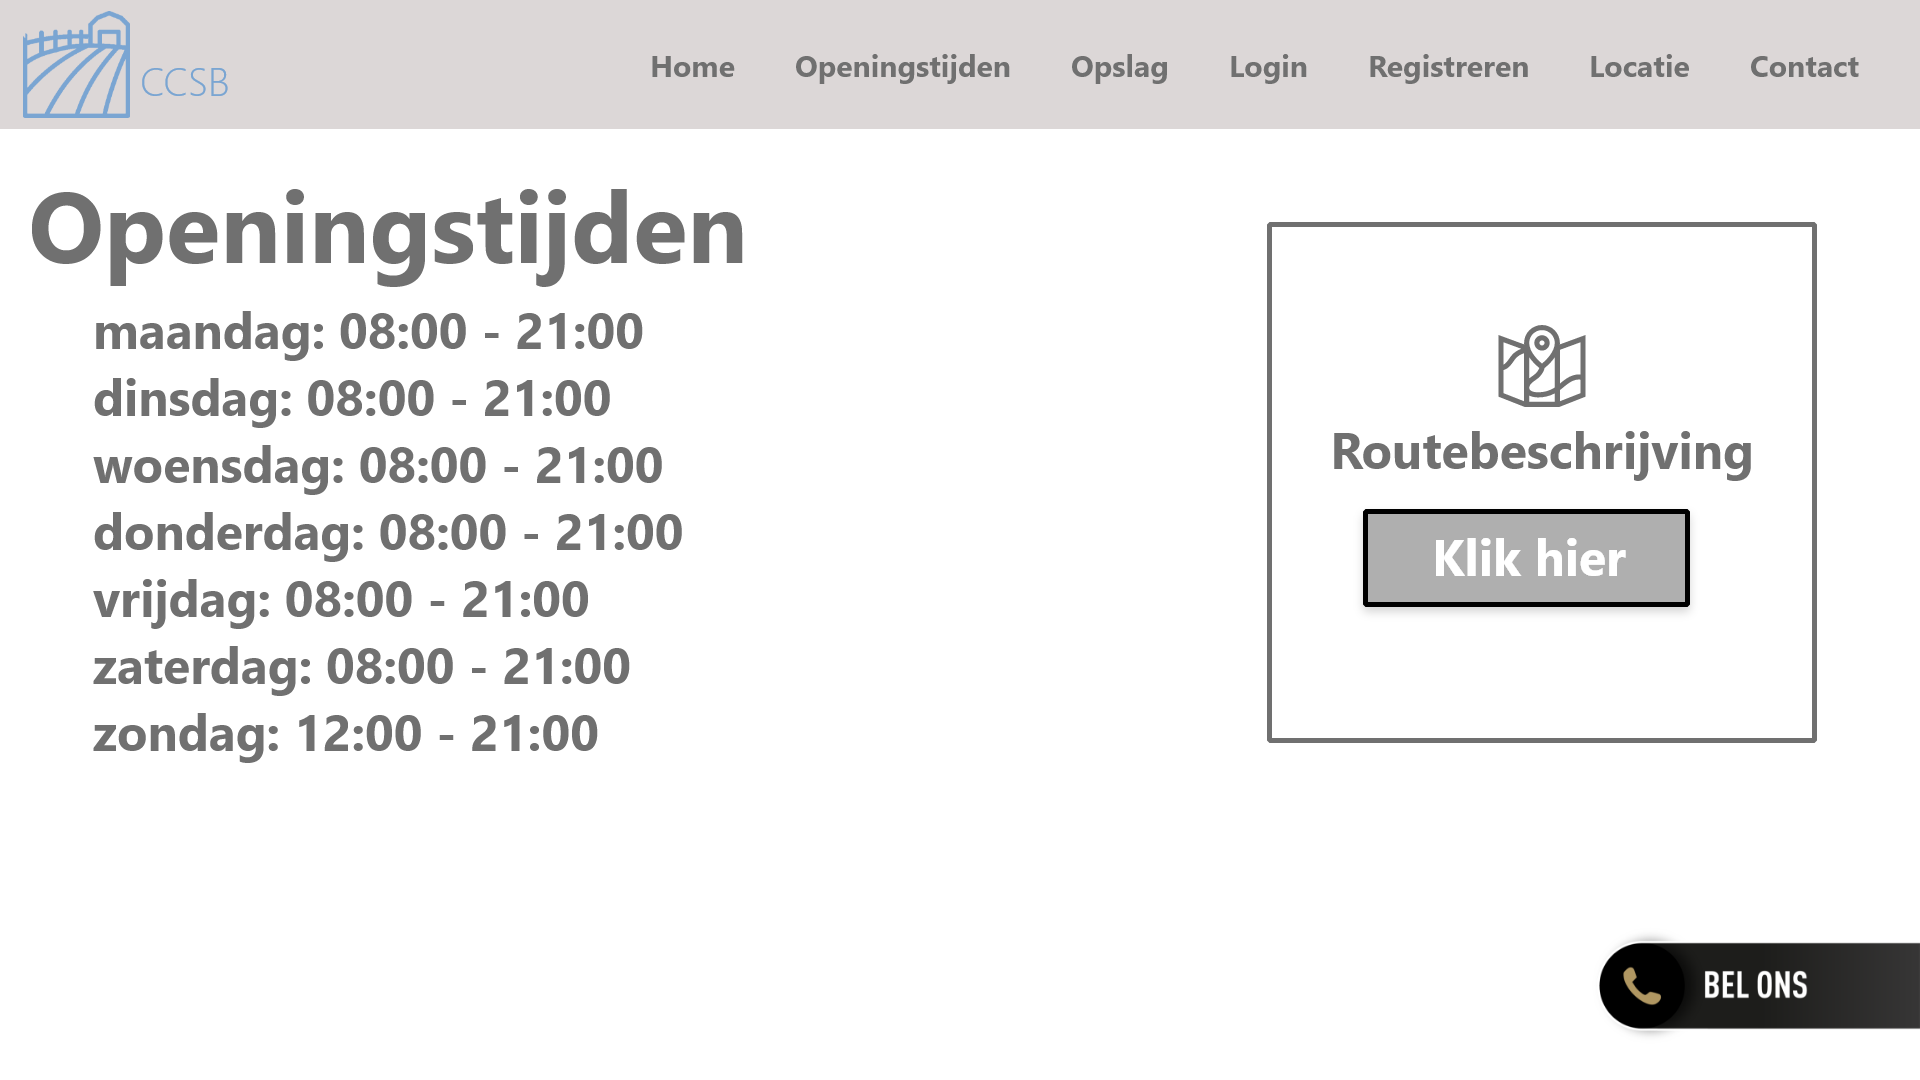 CCSB
Home Openingstijden Opslag Login Registreren Locatie Contact
Openingstijden
maandag: 08:00 - 21:00
dinsdag: 08:00 - 21:00
woensdag: 08:00 - 21:00
donderdag: 08:00 - 21:00
vrijdag: 08:00 - 21:00
zaterdag: 08:00 - 21:00
zondag: 12:00 - 21:00
Routebeschrijving
Klik hier
BEL ONS